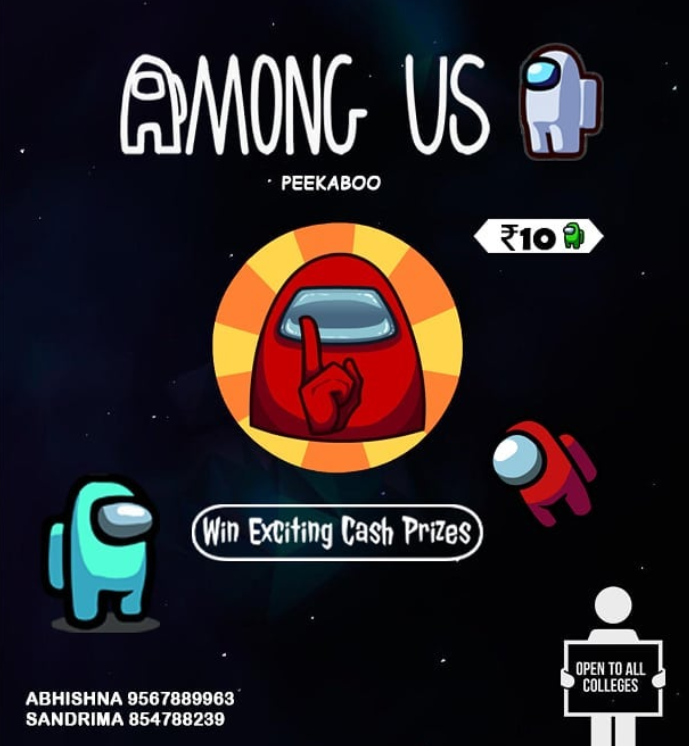 AMONG US
PEEKABOO
₹10
Win Exciting Cash Prizes
OPEN TO ALL
COLLEGES
ABHISHNA 9567889963
SANDRIMA 854788239